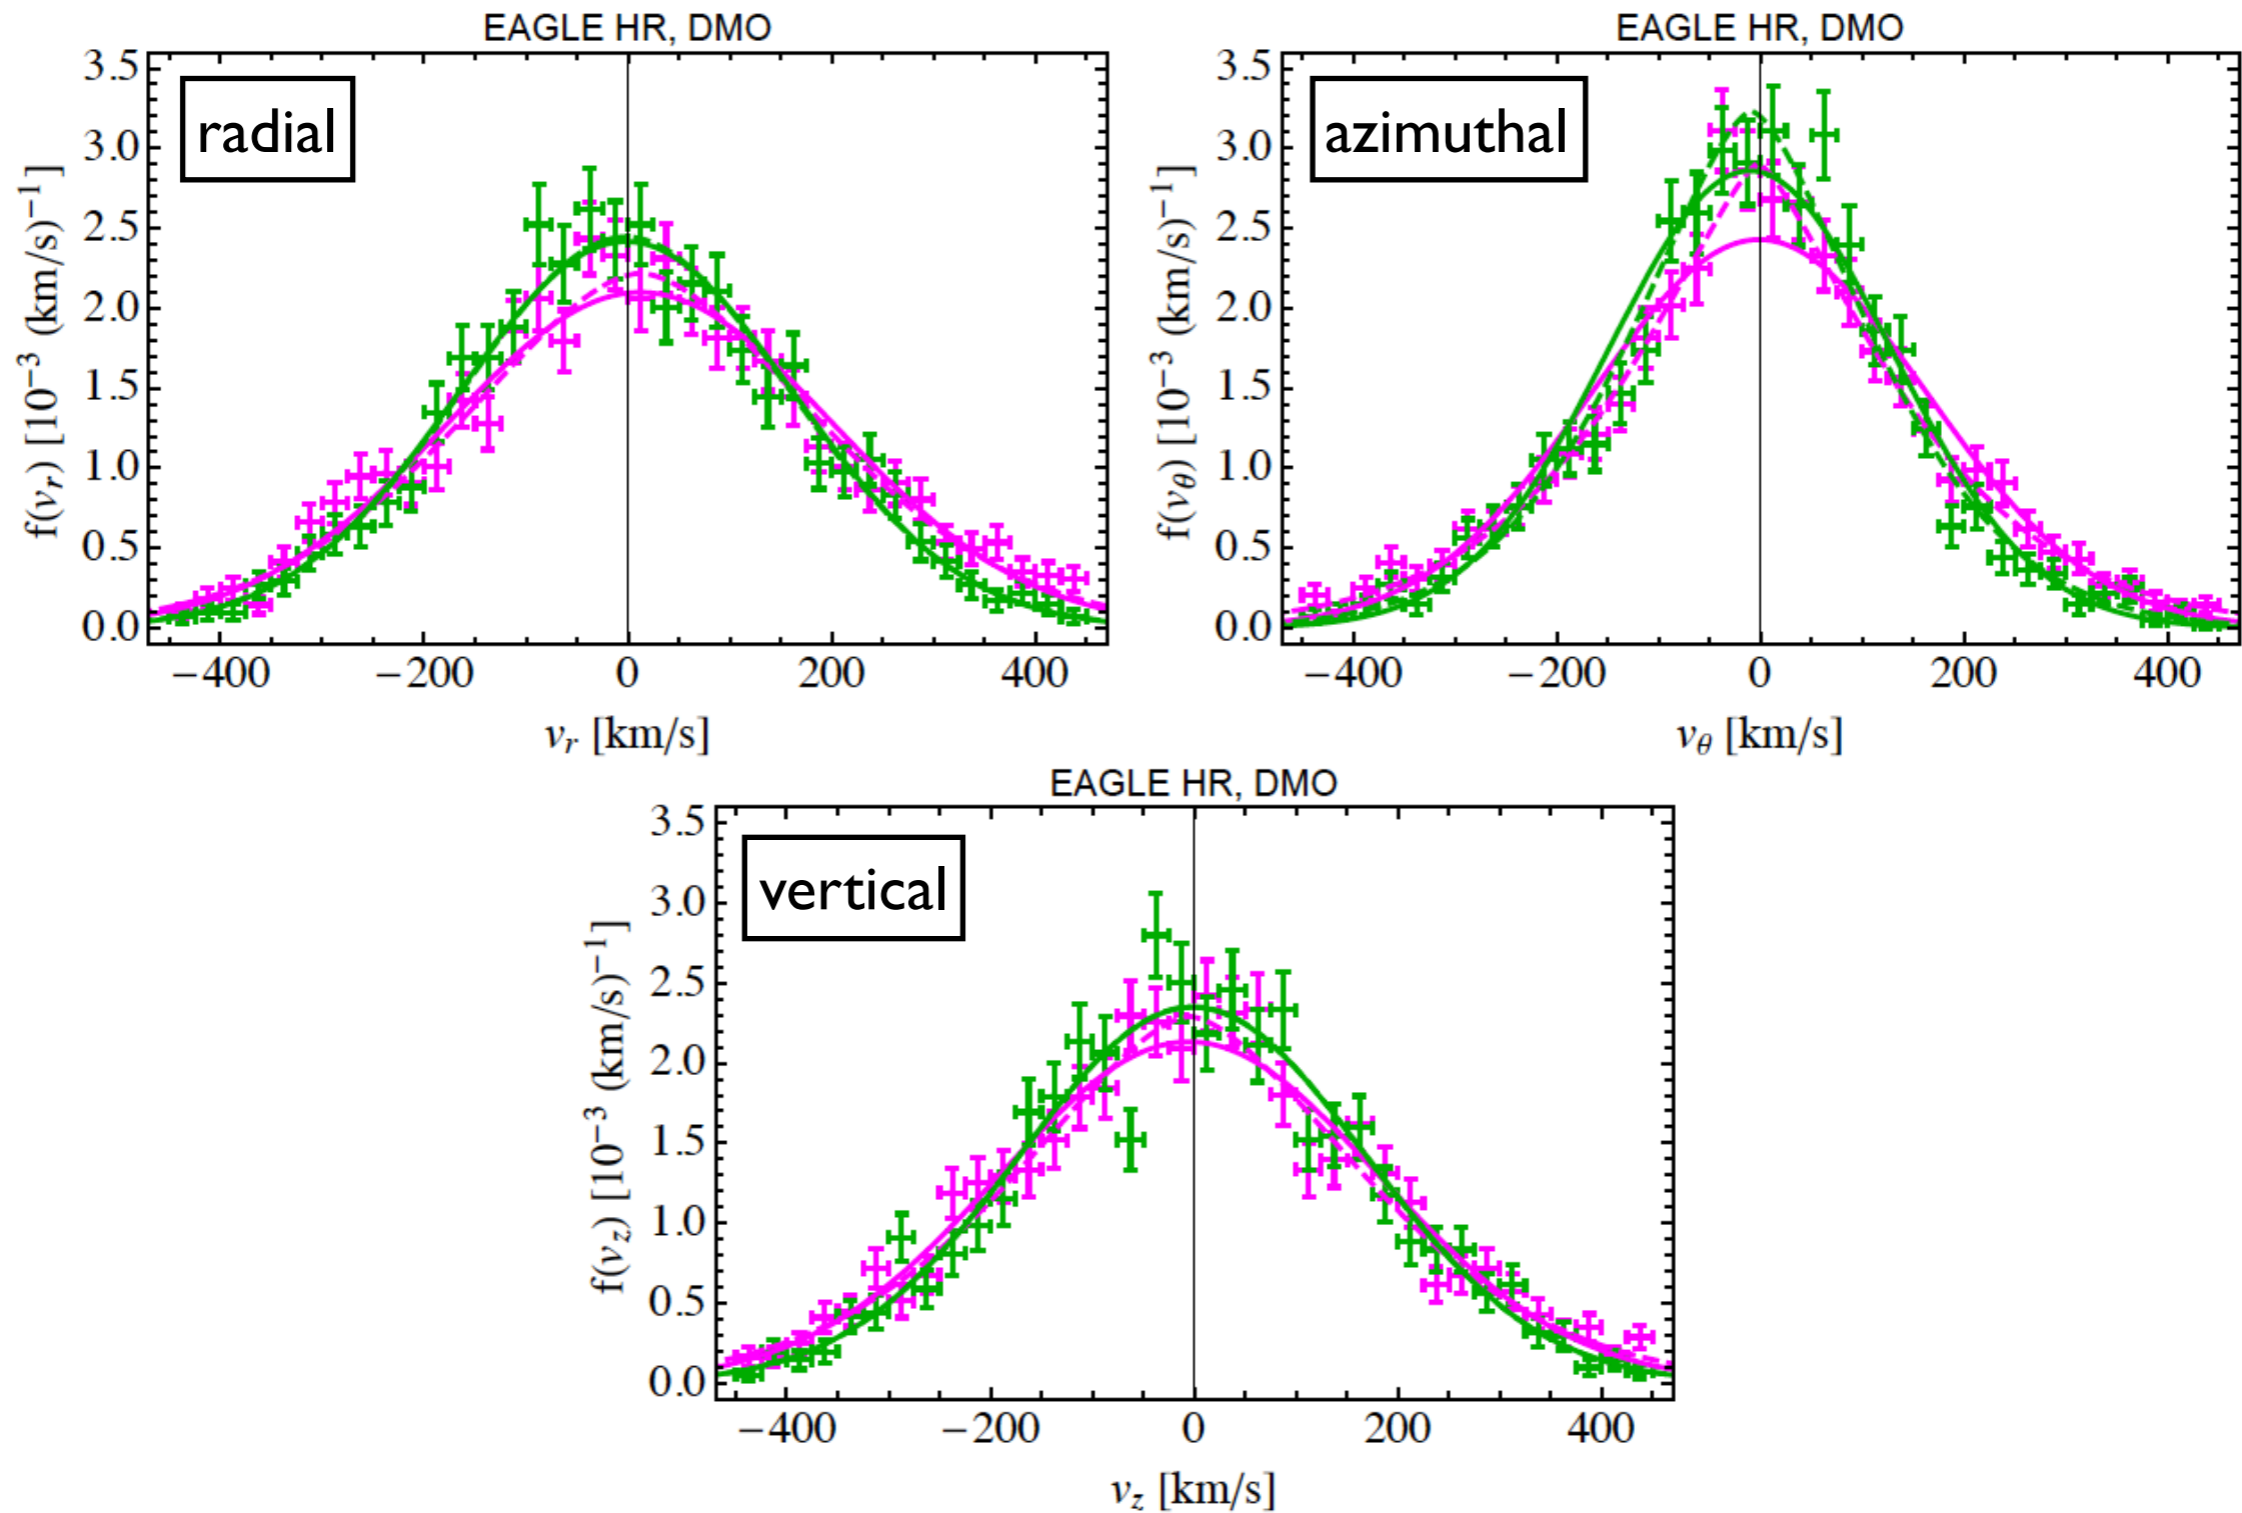 EAGLE HR, DMO
radial
f(v_r) [10⁻³ (km/s)⁻¹]
3.5
3.0
2.5
2.0
1.5
1.0
0.5
0.0
−400 −200 0 200 400
v_r [km/s]
EAGLE HR, DMO
azimuthal
f(v_θ) [10⁻³ (km/s)⁻¹]
3.5
3.0
2.5
2.0
1.5
1.0
0.5
0.0
−400 −200 0 200 400
v_θ [km/s]
EAGLE HR, DMO
vertical
f(v_z) [10⁻³ (km/s)⁻¹]
3.5
3.0
2.5
2.0
1.5
1.0
0.5
0.0
−400 −200 0 200 400
v_z [km/s]